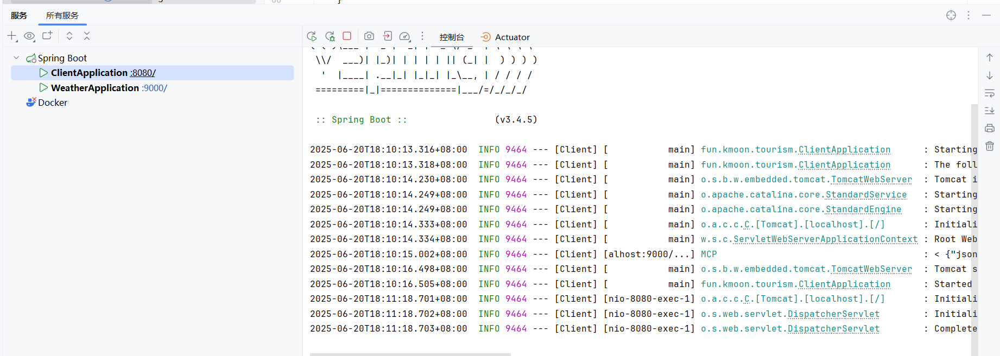 服务 所有服务
控制台 Actuator
Spring Boot
ClientApplication :8080/
WeatherApplication :9000/
Docker
\\/  ___)| |_)| | | | | || (_| |  ) ) ) )
'  |____| .__|_| |_|_| |_\__, | / / / /
=========|_|==============|___/=/_/_/_/
:: Spring Boot ::                (v3.4.5)
2025-06-20T18:10:13.316+08:00  INFO 9464 --- [Client] [           main] fun.kmoon.tourism.ClientApplication      : Starting
2025-06-20T18:10:13.318+08:00  INFO 9464 --- [Client] [           main] fun.kmoon.tourism.ClientApplication      : The foll
2025-06-20T18:10:14.230+08:00  INFO 9464 --- [Client] [           main] o.s.b.w.embedded.tomcat.TomcatWebServer  : Tomcat i
2025-06-20T18:10:14.249+08:00  INFO 9464 --- [Client] [           main] o.apache.catalina.core.StandardService   : Starting
2025-06-20T18:10:14.249+08:00  INFO 9464 --- [Client] [           main] o.apache.catalina.core.StandardEngine    : Starting
2025-06-20T18:10:14.333+08:00  INFO 9464 --- [Client] [           main] o.a.c.c.C.[Tomcat].[localhost].[/]       : Initiali
2025-06-20T18:10:14.334+08:00  INFO 9464 --- [Client] [           main] w.s.c.ServletWebServerApplicationContext : Root Web
2025-06-20T18:10:15.002+08:00  INFO 9464 --- [Client] [alhost:9000/...] MCP                                      : < {"json
2025-06-20T18:10:16.498+08:00  INFO 9464 --- [Client] [           main] o.s.b.w.embedded.tomcat.TomcatWebServer  : Tomcat s
2025-06-20T18:10:16.505+08:00  INFO 9464 --- [Client] [           main] fun.kmoon.tourism.ClientApplication      : Started
2025-06-20T18:11:18.701+08:00  INFO 9464 --- [Client] [nio-8080-exec-1] o.a.c.c.C.[Tomcat].[localhost].[/]       : Initiali
2025-06-20T18:11:18.702+08:00  INFO 9464 --- [Client] [nio-8080-exec-1] o.s.web.servlet.DispatcherServlet        : Initiali
2025-06-20T18:11:18.703+08:00  INFO 9464 --- [Client] [nio-8080-exec-1] o.s.web.servlet.DispatcherServlet        : Complete